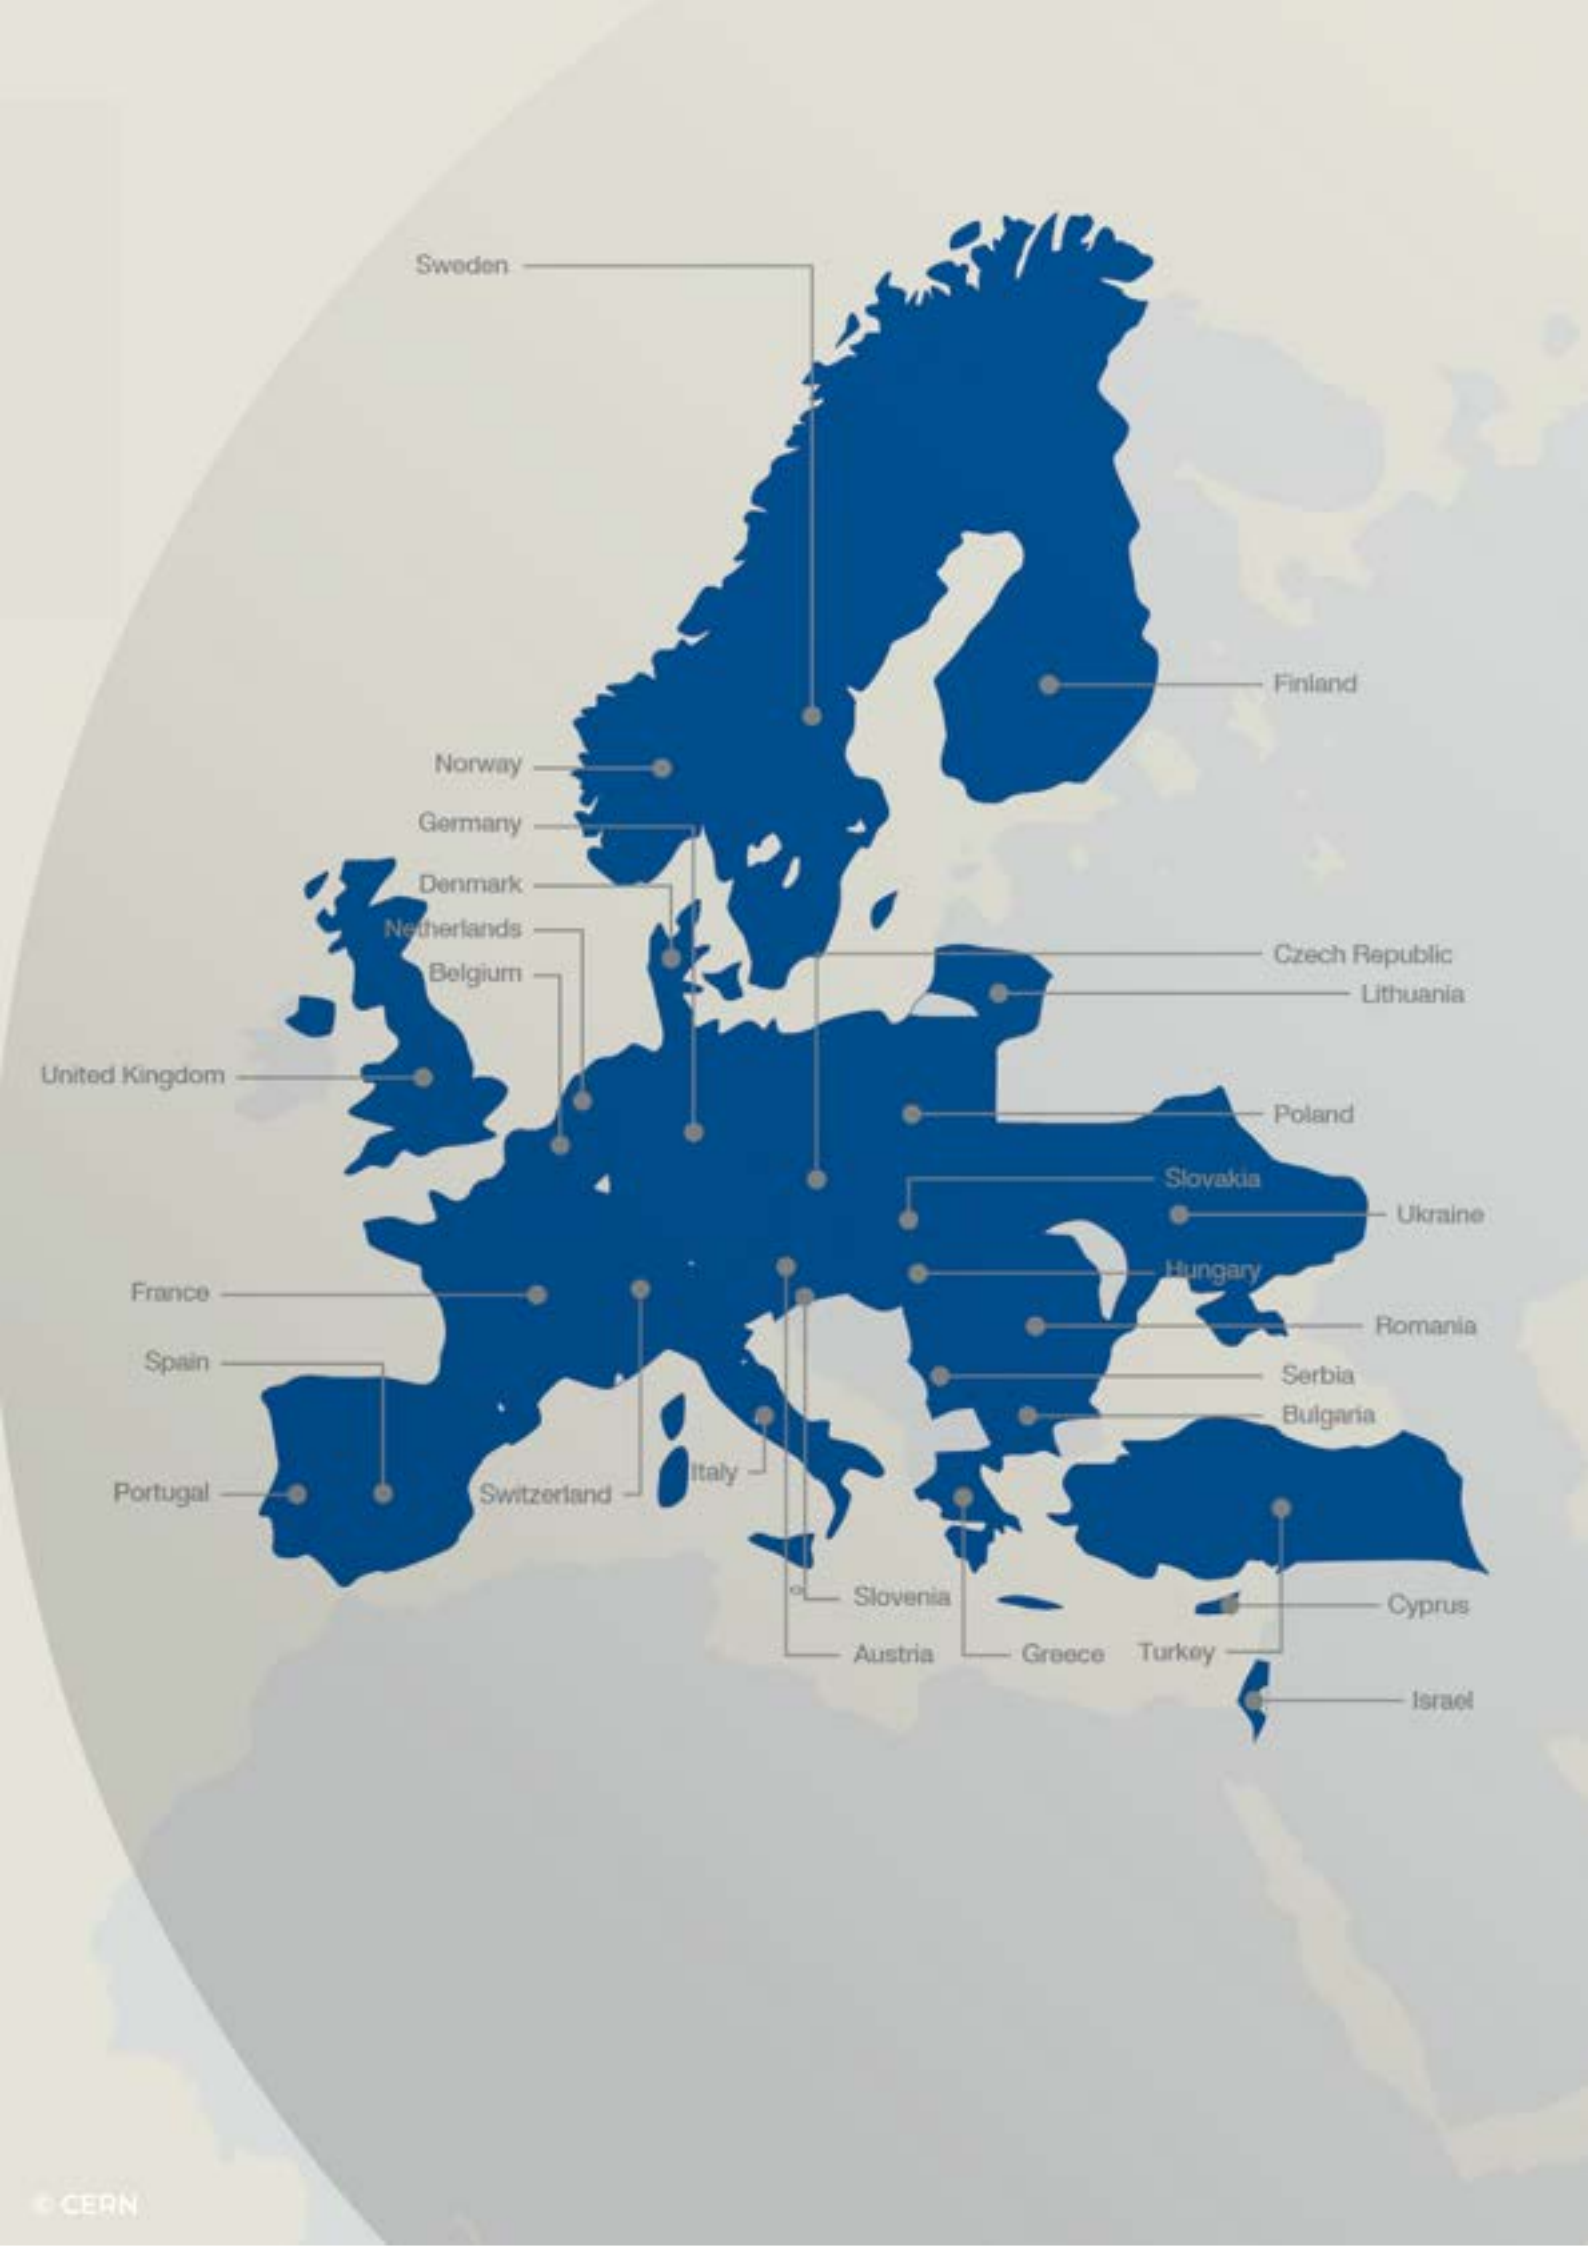 Sweden
Finland
Norway
Germany
Denmark
Netherlands
Czech Republic
Belgium
Lithuania
United Kingdom
Poland
Slovakia
Ukraine
Hungary
France
Romania
Spain
Serbia
Bulgaria
Italy
Portugal
Switzerland
Slovenia
Cyprus
Austria
Greece
Turkey
Israel
© CERN